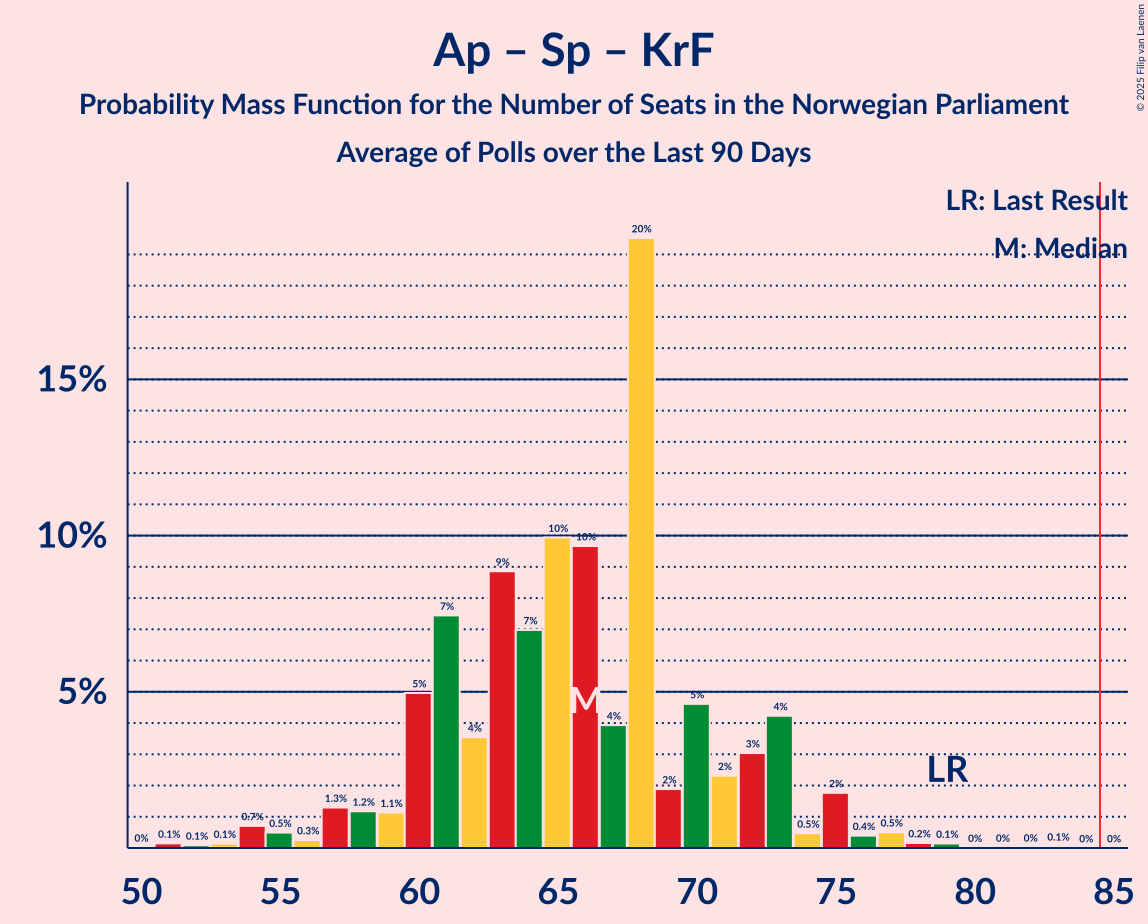 Ap – Sp – KrF
Probability Mass Function for the Number of Seats in the Norwegian Parliament
Average of Polls over the Last 90 Days
© 2025 Filip van Laenen
LR: Last Result
M: Median
15%
10%
5%
0% 0.1% 0.1% 0.1% 0.7% 0.5% 0.3% 1.3% 1.2% 1.1% 5% 7% 4% 9% 7% 10% 10% 4% 20% 2% 5% 2% 3% 4% 0.5% 2% 0.4% 0.5% 0.2% 0.1% 0% 0% 0% 0.1% 0% 0%
M
LR
50 55 60 65 70 75 80 85